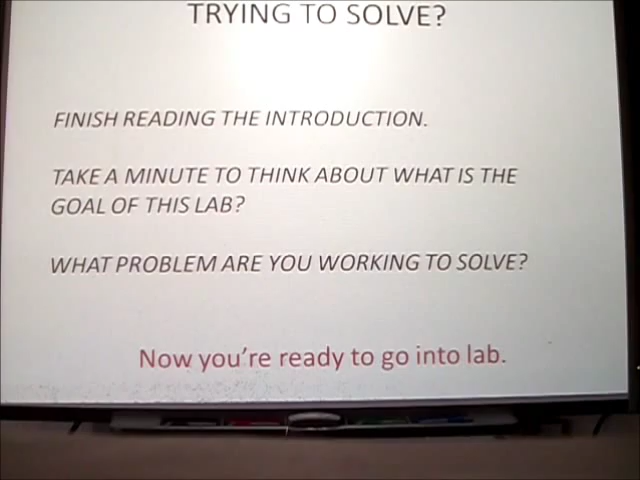 TRYING TO SOLVE?
FINISH READING THE INTRODUCTION.
TAKE A MINUTE TO THINK ABOUT WHAT IS THE
GOAL OF THIS LAB?
WHAT PROBLEM ARE YOU WORKING TO SOLVE?
Now you're ready to go into lab.